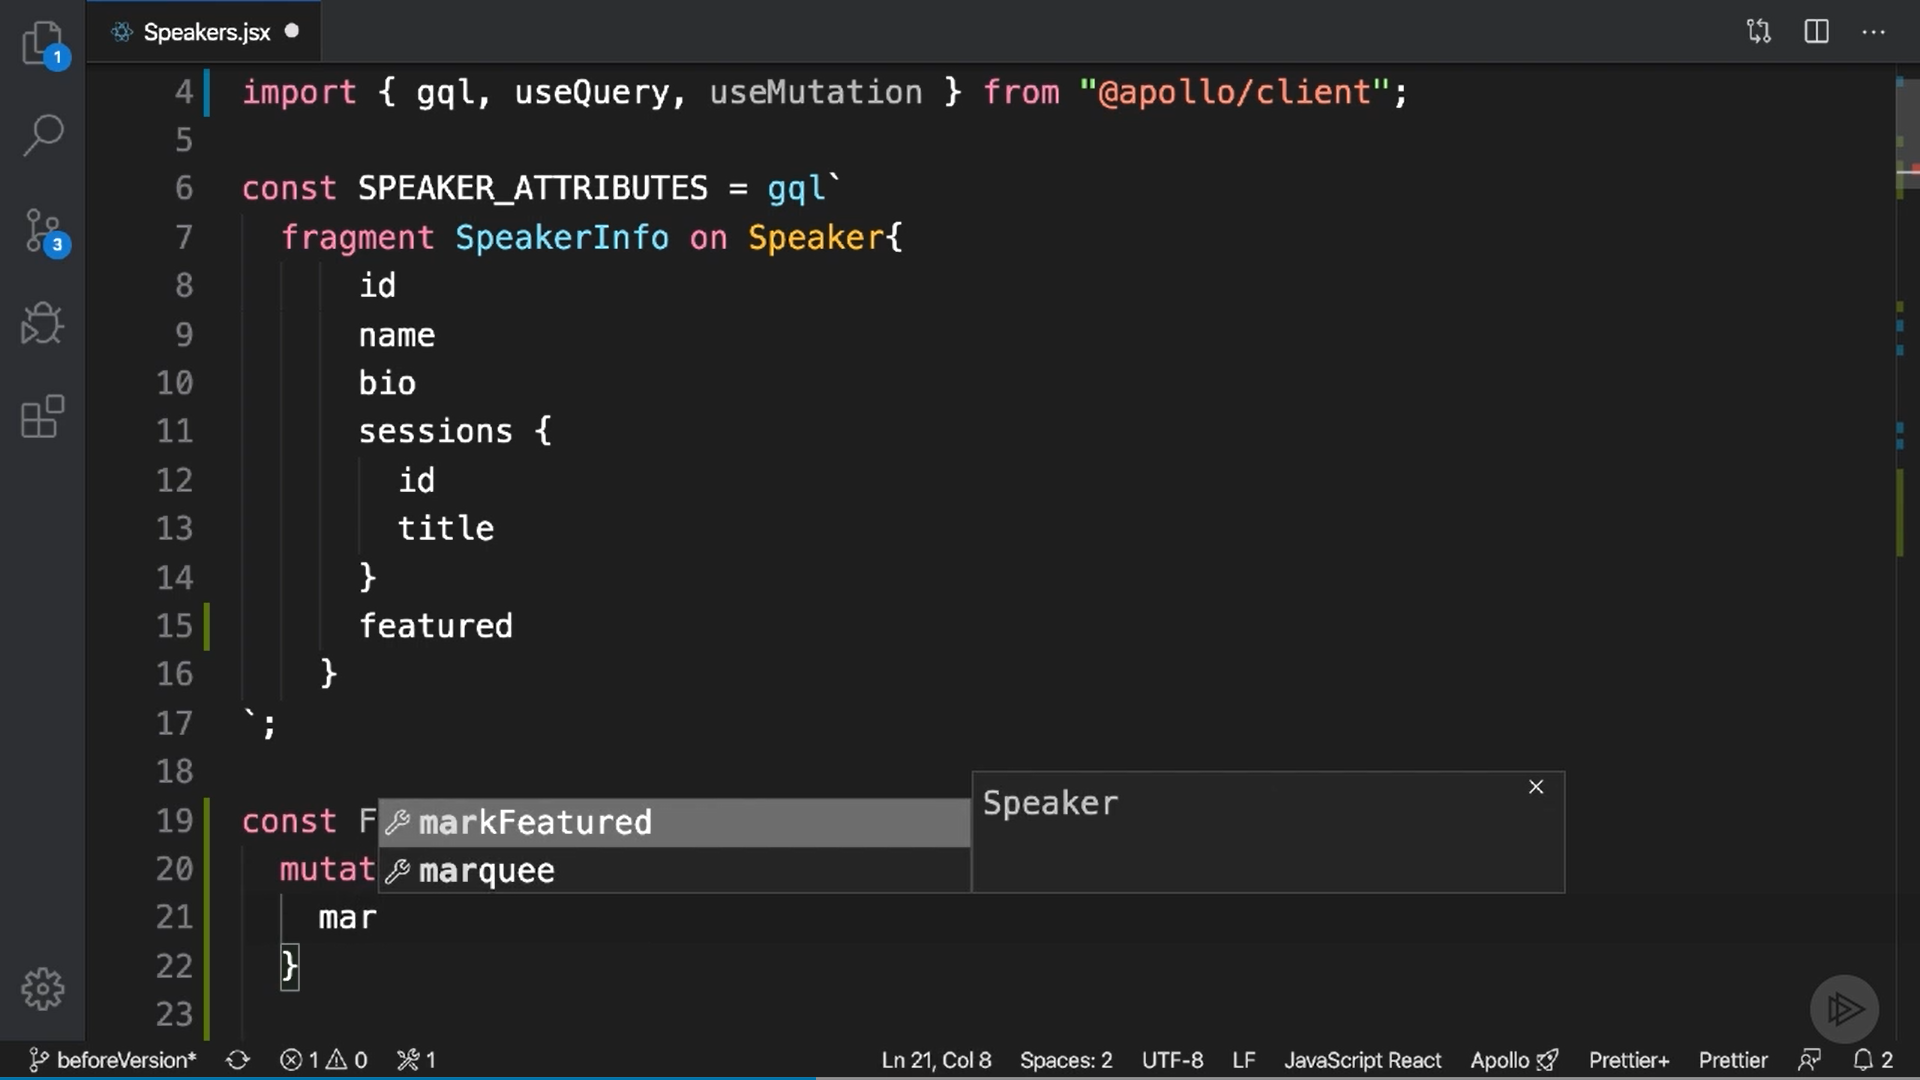 1
Speakers.jsx
4 import { gql, useQuery, useMutation } from "@apollo/client";
5
6 const SPEAKER_ATTRIBUTES = gql`
7 fragment SpeakerInfo on Speaker{
8 id
9 name
10 bio
11 sessions {
12 id
13 title
14 }
15 featured
16 }
17 `;
18
19 const F
markFeatured
Speaker
20 mutat
marquee
21 mar
22 }
23
3
beforeVersion* 1 0 1 Ln 21, Col 8 Spaces: 2 UTF-8 LF JavaScript React Apollo Prettier+ Prettier 2